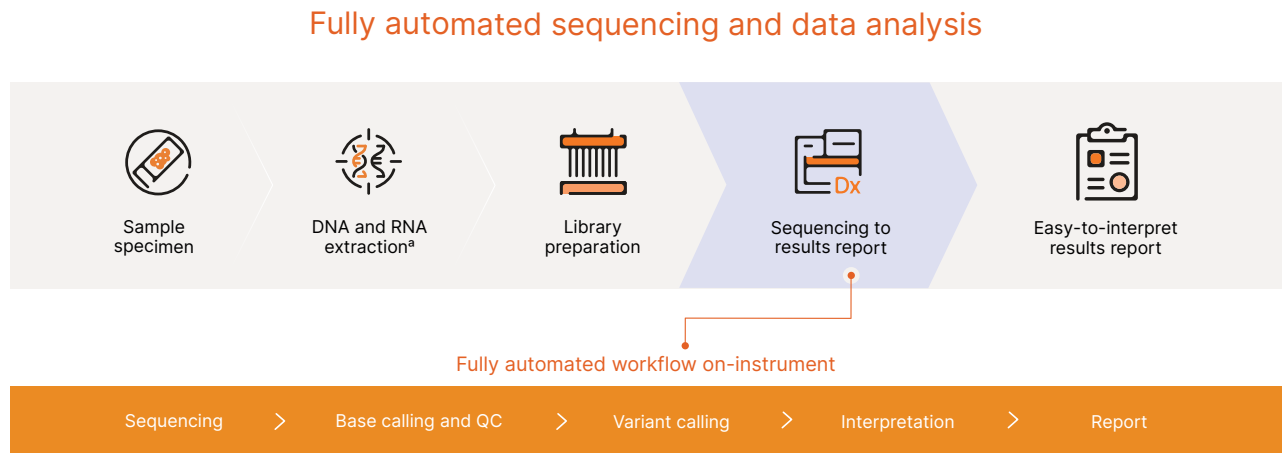 Fully automated sequencing and data analysis
Dx
Sample
specimen
DNA and RNA
extractionª
Library
preparation
Sequencing to
results report
Easy-to-interpret
results report
Fully automated workflow on-instrument
Sequencing > Base calling and QC > Variant calling > Interpretation > Report